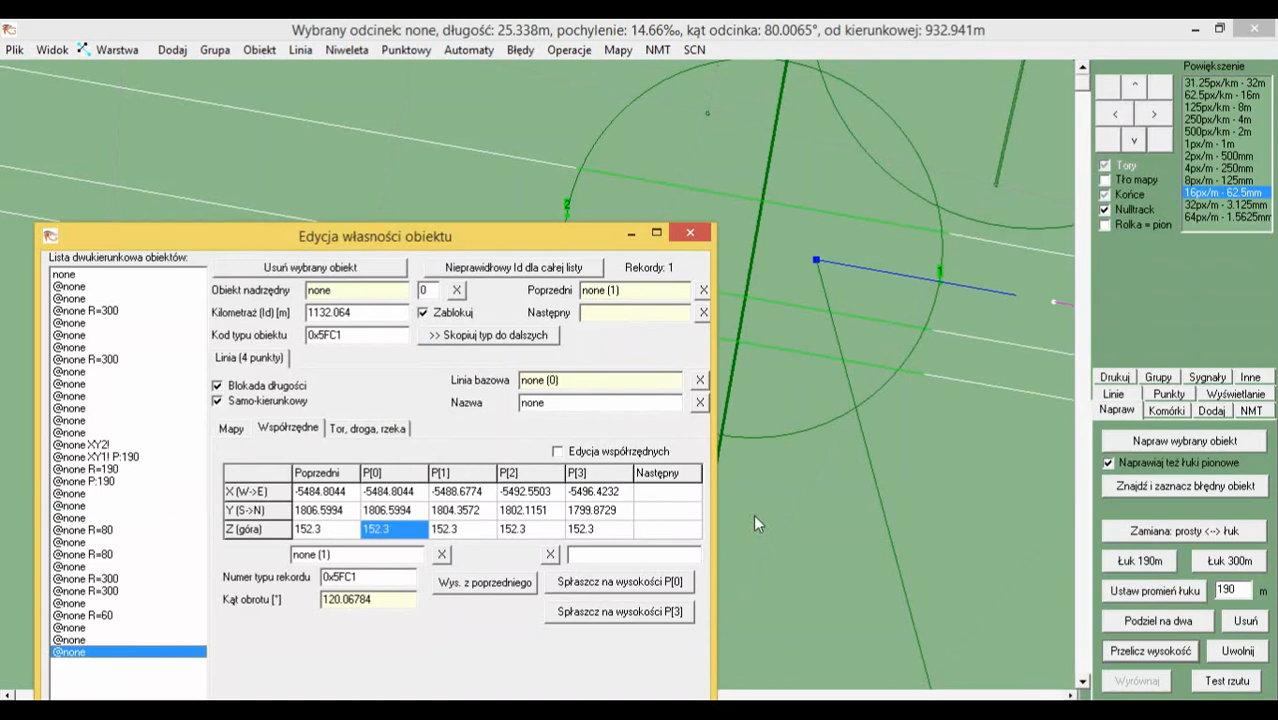 Wybrany odcinek: none, długość: 25.338m, pochylenie: 14.66‰, kąt odcinka: 80.0065°, od kierunkowej: 932.941m
Plik Widok Warstwa Dodaj Grupa Obiekt Linia Niweleta Punktowy Automaty Błędy Operacje Mapy NMT SCN
Powiększenie
31.25px/km - 32m
62.5px/m - 16m
125px/km - 8m
250px/km - 4m
500px/km - 2m
1px/m - 1m
2px/m - 500mm
4px/m - 250mm
8px/m - 125mm
16px/m - 62.5mm
32px/m - 3.125mm
64px/m - 1.5625mm
< ^ v >
Tory
Tło mapy
Końce
Nulltrack
Rolka = pion
2
1
Edycja własności obiektu
Lista dwukierunkowa obiektów:
none
@none
@none
@none R=300
@none
@none
@none
@none R=300
@none
@none
@none
@none
@none
@none
@none XY2!
@none XY1! P:190
@none R=190
@none P:190
@none
@none
@none
@none R=80
@none
@none R=80
@none
@none R=300
@none R=300
@none
@none R=60
@none
@none
@none
Usuń wybrany obiekt
Nieprawidłowy Id dla całej listy
Rekordy: 1
Obiekt nadrzędny none 0 X
Poprzedni none (1) X
Kilometraż (Id) [m] 1132.064
Zablokuj
Następny X
Kod typu obiektu 0x5FC1
>> Skopiuj typ do dalszych
Linia (4 punkty)
Blokada długości
Samo-kierunkowy
Linia bazowa none (0) X
Nazwa none X
Mapy Współrzędne Tor, droga, rzeka
Edycja współrzędnych
Poprzedni P[0] P[1] P[2] P[3] Następny
X (W->E) -5484.8044 -5484.8044 -5488.6774 -5492.5503 -5496.4232
Y (S->N) 1806.5994 1806.5994 1804.3572 1802.1151 1799.8729
Z (góra) 152.3 152.3 152.3 152.3 152.3
none (1) X X
Numer typu rekordu 0x5FC1
Wys. z poprzedniego
Spłaszcz na wysokości P[0]
Kąt obrotu [°] 120.06784
Spłaszcz na wysokości P[3]
Drukuj Grupy Sygnały Inne
Linie Punkty Wyświetlanie
Napraw Komórki Dodaj NMT
Napraw wybrany obiekt
Naprawiaj też łuki pionowe
Znajdź i zaznacz błędny obiekt
Zamiana: prosty <--> łuk
Łuk 190m Łuk 300m
Ustaw promień łuku 190 m
Podziel na dwa Usuń
Przelicz wysokość Uwolnij
Wyrównaj Test rzutu